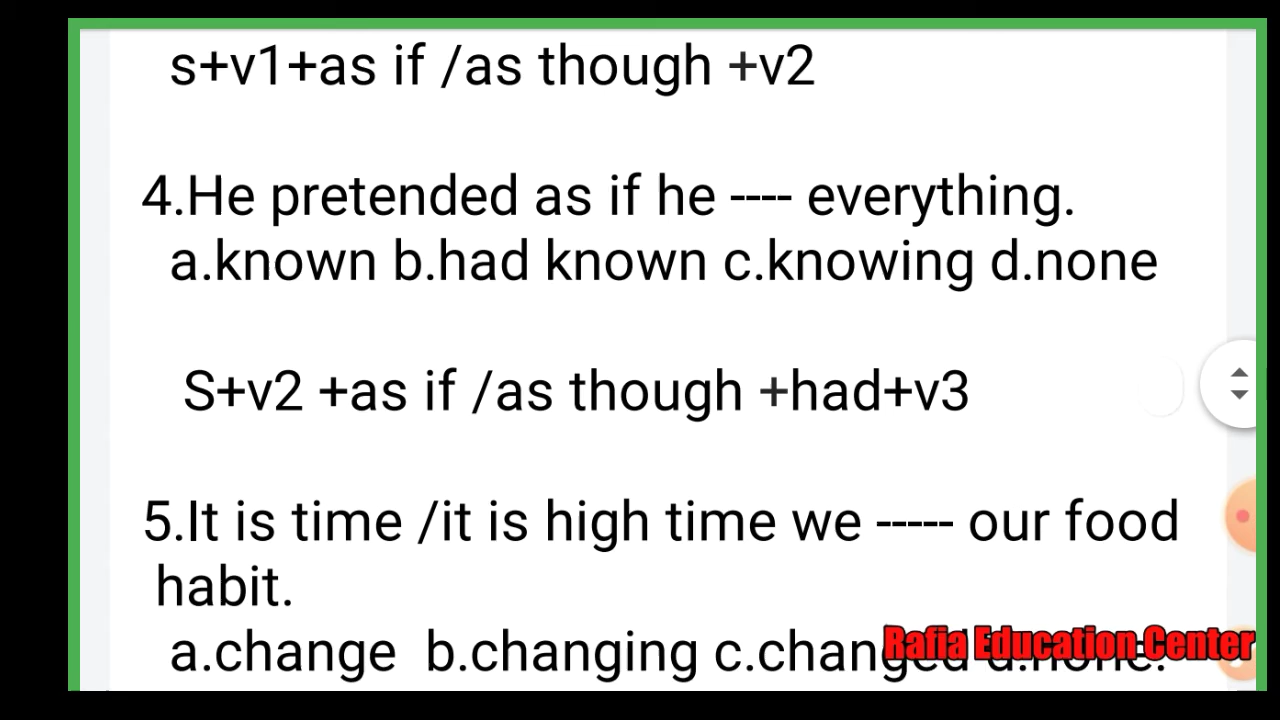 s+v1+as if /as though +v2
4.He pretended as if he ---- everything.
a.known b.had known c.knowing d.none
S+v2 +as if /as though +had+v3
5.It is time /it is high time we ----- our food
habit.
a.change b.changing c.changed d.none.
Rafia Education Center